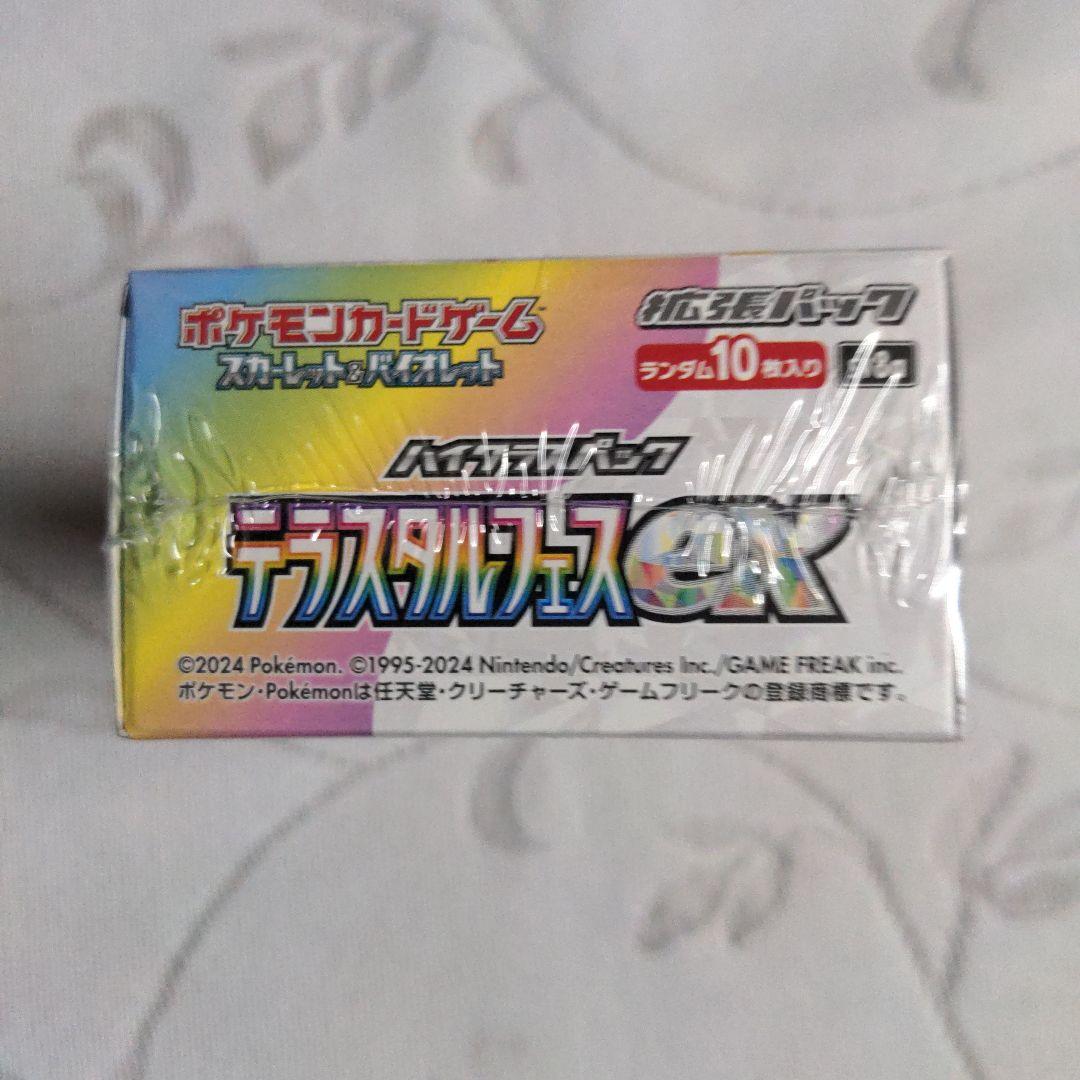 ポケモンカードゲーム
スカーレット&バイオレット
拡張パック
ランダム10枚入り
ハイクラスパック
テラスタルフェスex
©2024 Pokémon. ©1995-2024 Nintendo/Creatures Inc./GAME FREAK inc.
ポケモン・Pokémonは任天堂・クリーチャーズ・ゲームフリークの登録商標です。